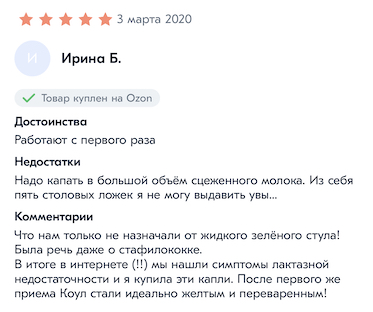 3 марта 2020
И
Ирина Б.
Товар куплен на Ozon
Достоинства
Работают с первого раза
Недостатки
Надо капать в большой объём сцеженного молока. Из себя
пять столовых ложек я не могу выдавить увы...
Комментарии
Что нам только не назначали от жидкого зелёного стула!
Была речь даже о стафилококке.
В итоге в интернете (!!) мы нашли симптомы лактазной
недостаточности и я купила эти капли. После первого же
приема Коул стали идеально желтым и переваренным!